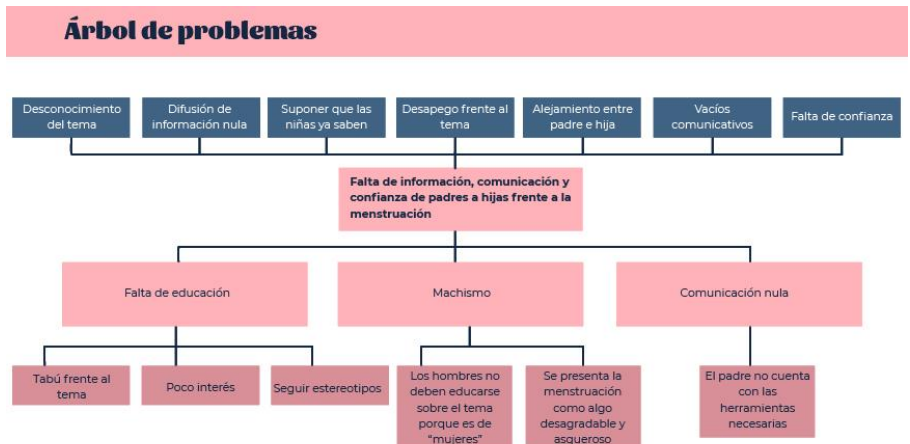 Árbol de problemas
Desconocimiento
del tema
Difusión de
información nula
Suponer que las
niñas ya saben
Desapego frente al
tema
Alejamiento entre
padre e hija
Vacíos
comunicativos
Falta de confianza
Falta de información, comunicación y
confianza de padres a hijas frente a la
menstruación
Falta de educación
Machismo
Comunicación nula
Tabú frente al
tema
Poco interés
Seguir estereotipos
Los hombres no
deben educarse
sobre el tema
porque es de
“mujeres”
Se presenta la
menstruación
como algo
desagradable y
asqueroso
El padre no cuenta
con las
herramientas
necesarias